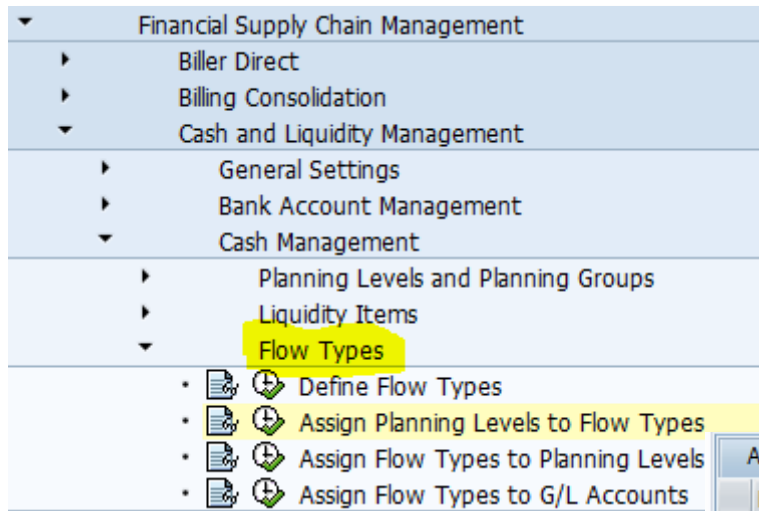 Financial Supply Chain Management
Biller Direct
Billing Consolidation
Cash and Liquidity Management
General Settings
Bank Account Management
Cash Management
Planning Levels and Planning Groups
Liquidity Items
Flow Types
Define Flow Types
Assign Planning Levels to Flow Types
Assign Flow Types to Planning Levels
A
Assign Flow Types to G/L Accounts